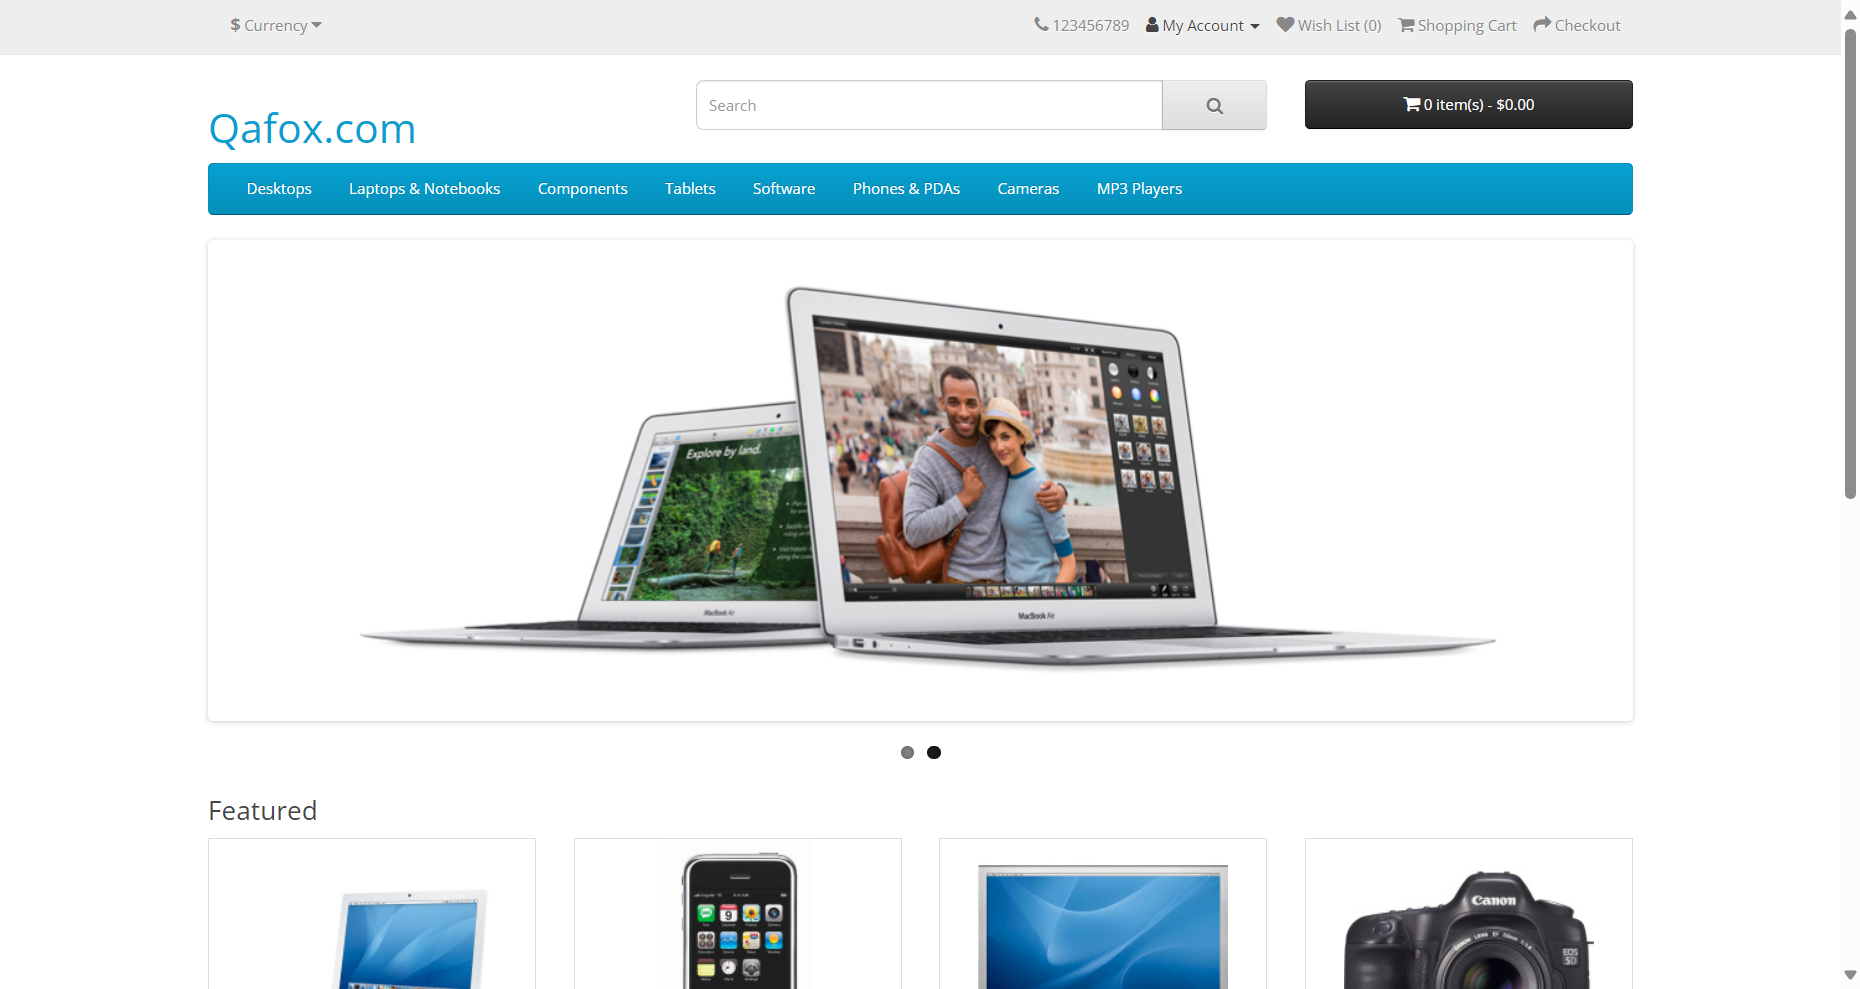 $ Currency
123456789 My Account Wish List (0) Shopping Cart Checkout
Qafox.com
Search
0 item(s) - $0.00
Desktops Laptops & Notebooks Components Tablets Software Phones & PDAs Cameras MP3 Players
Explore by land.
MacBook Air
MacBook Air
Featured
9
Canon
EOS
5D